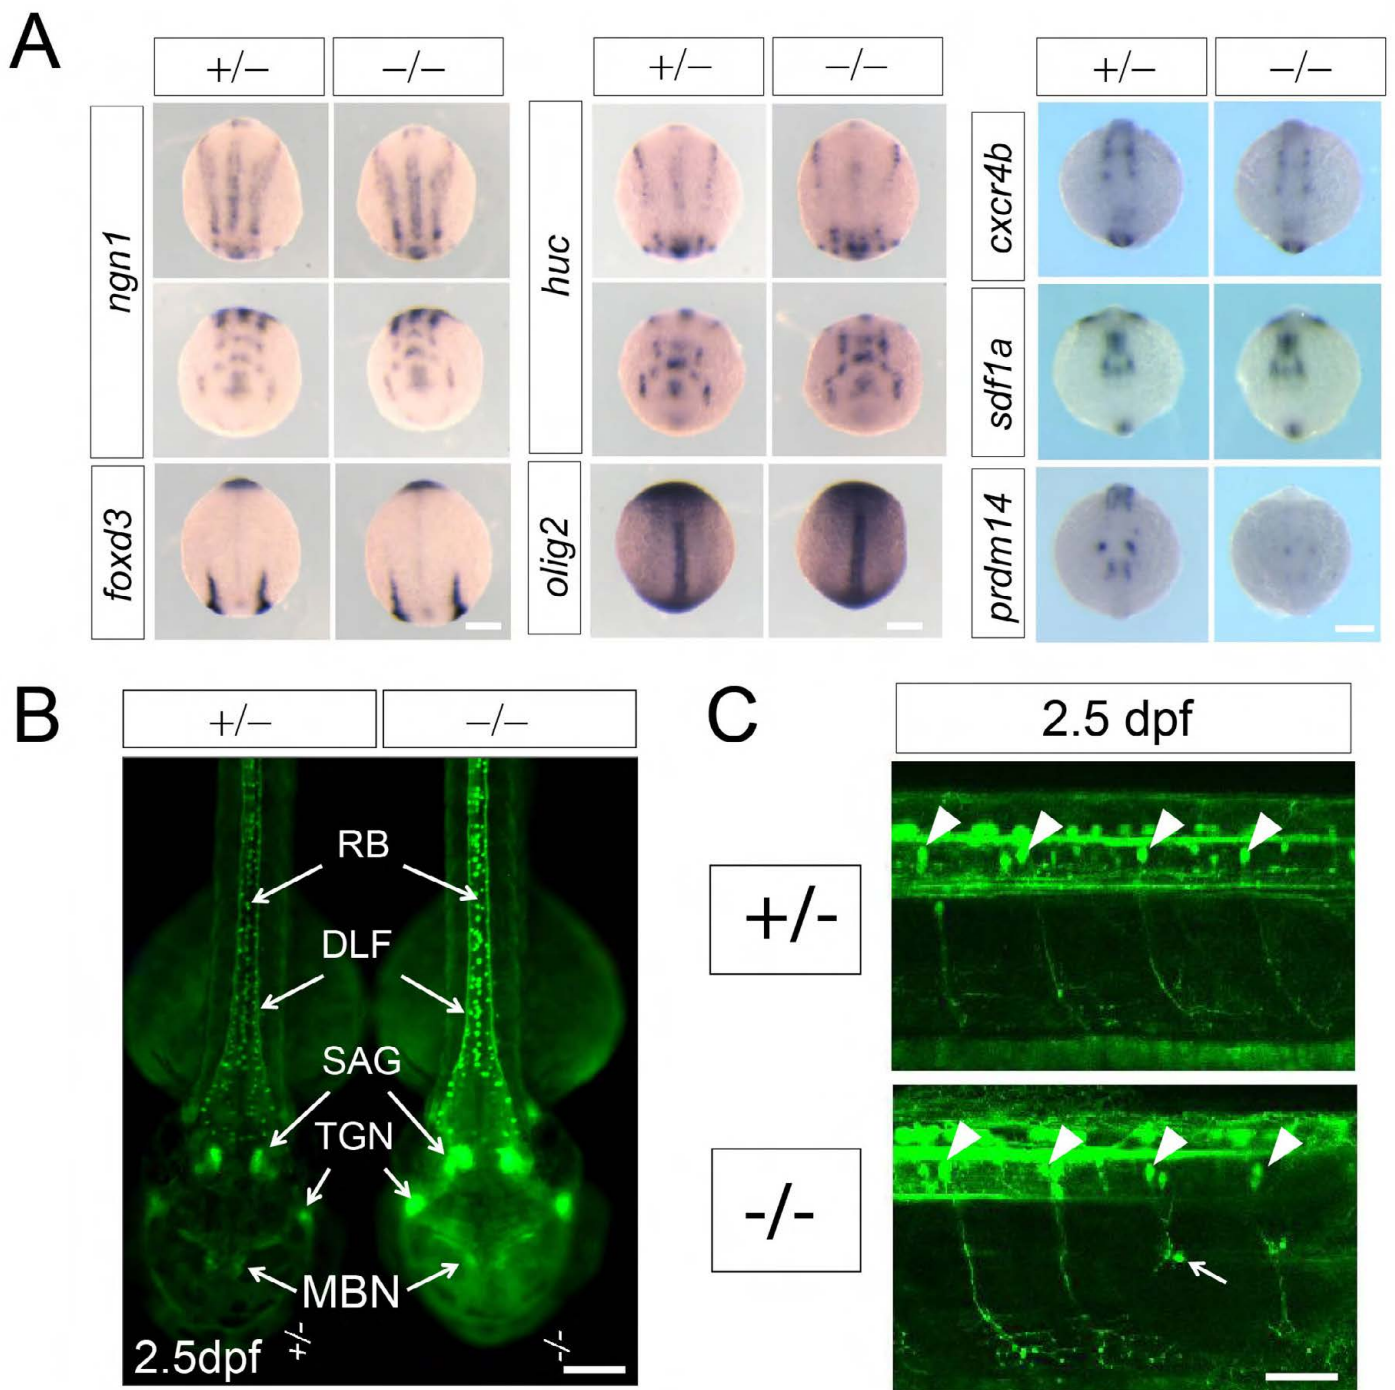 A
+/–
–/–
+/–
–/–
+/–
–/–
ngn1
huc
cxcr4b
sdf1a
foxd3
olig2
prdm14
B
+/–
–/–
RB
DLF
SAG
TGN
MBN
+/-
-/-
2.5dpf
C
2.5 dpf
+/-
-/-